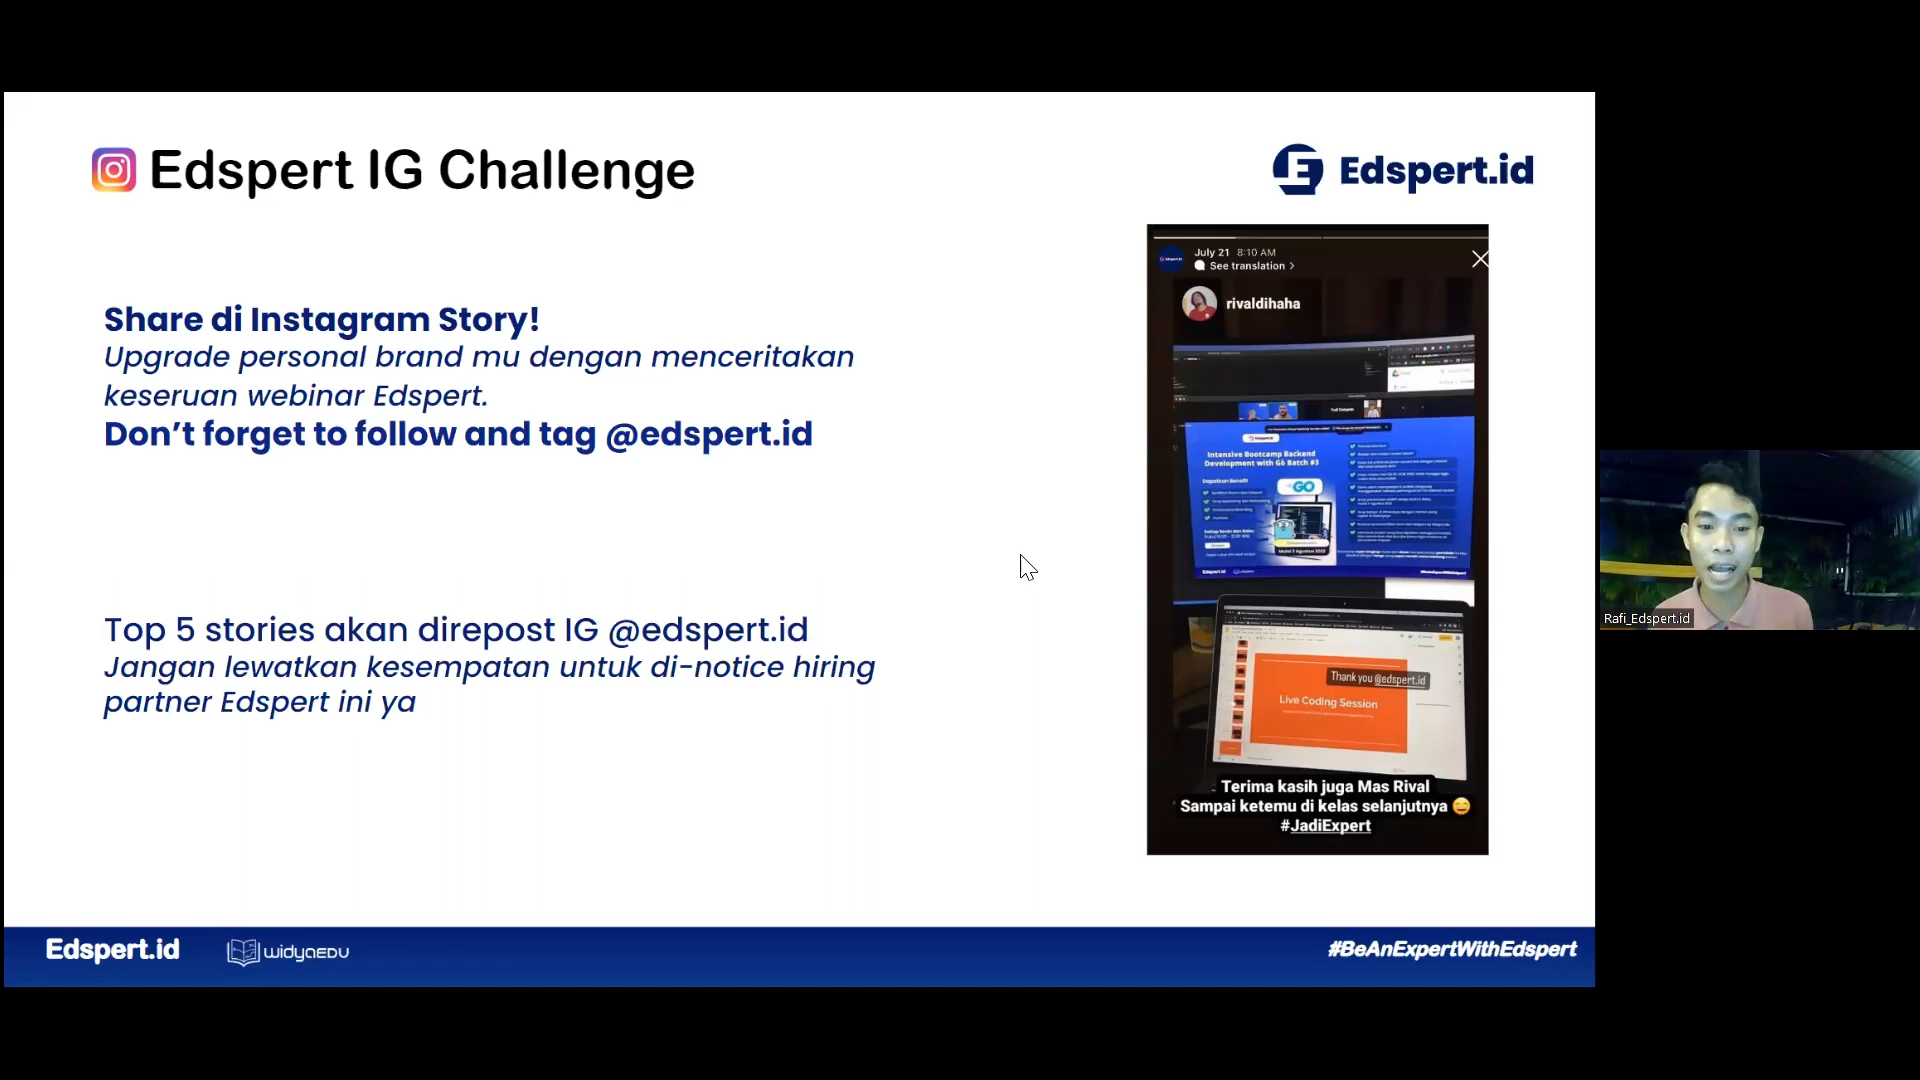 Edspert IG Challenge
Edspert.id
Share di Instagram Story!
Upgrade personal brand mu dengan menceritakan
keseruan webinar Edspert.
Don't forget to follow and tag @edspert.id
Top 5 stories akan direpost IG @edspert.id
Jangan lewatkan kesempatan untuk di-notice hiring
partner Edspert ini ya
July 21 8:10 AM
See translation
rivaldihaha
Intensive Bootcamp Backend
Development with GO Batch #3
GO
Thank you @edspert.id
Live Coding Session
Terima kasih juga Mas Rival
Sampai ketemu di kelas selanjutnya 😄
#JadiExpert
Rafi_Edspert.id
Edspert.id
WIDYAEDU
#BeAnExpertWithEdspert